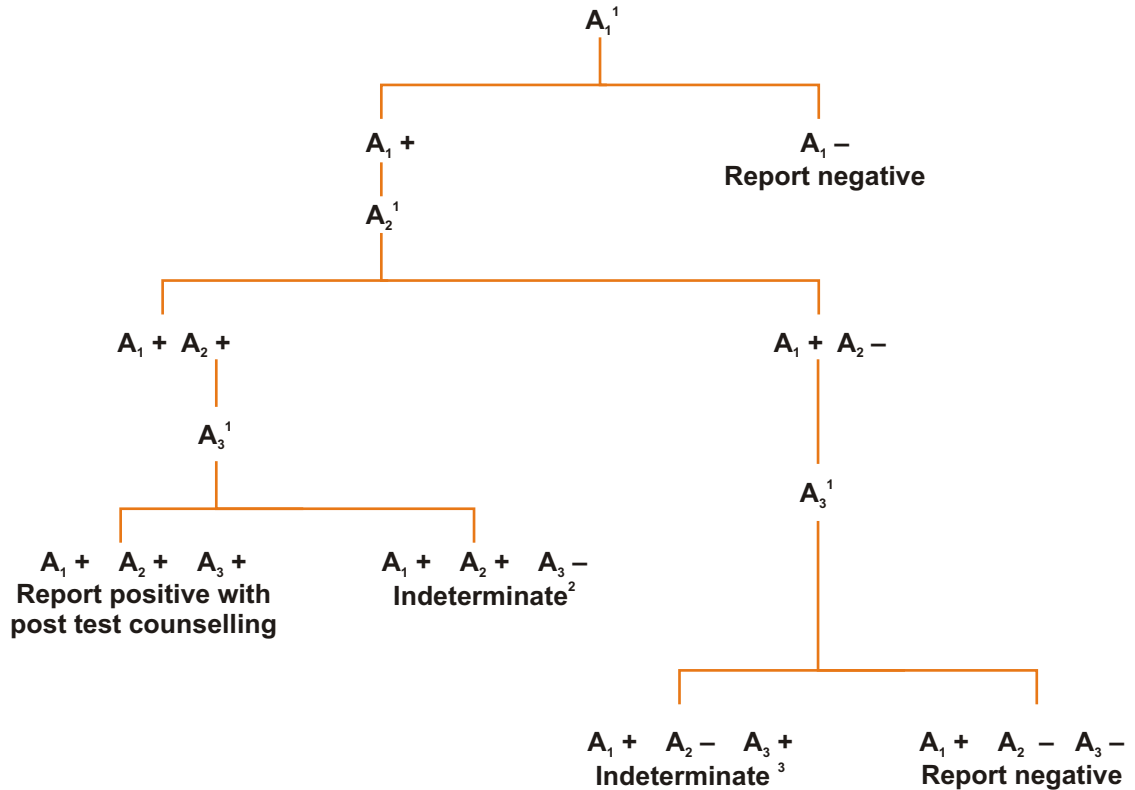 A₁¹
A₁ + A₁ –
Report negative
A₂¹
A₁ + A₂ + A₁ + A₂ –
A₃¹
A₃¹
A₁ + A₂ + A₃ + A₁ + A₂ + A₃ –
Report positive with Indeterminate²
post test counselling
A₁ + A₂ – A₃ + A₁ + A₂ – A₃ –
Indeterminate ³ Report negative